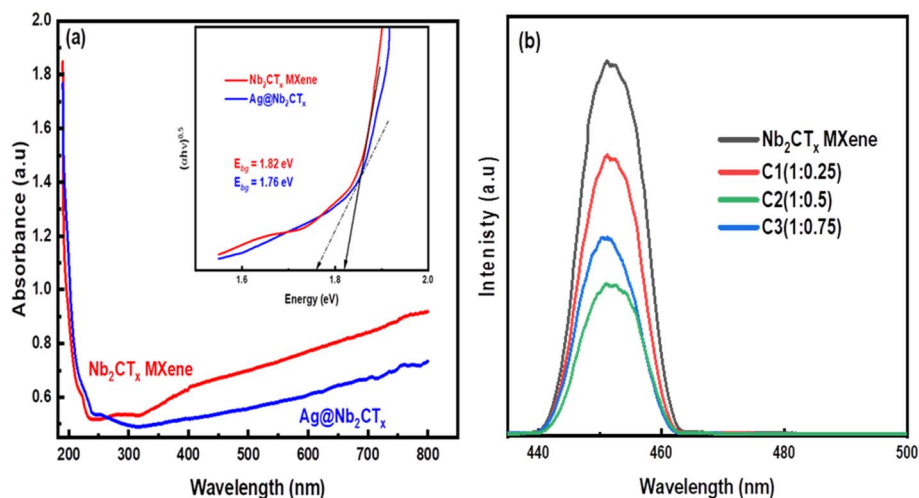 (a)
2.0
1.8
1.6
1.4
1.2
1.0
0.8
0.6
Absorbance (a.u)
200 300 400 500 600 700 800
Wavelength (nm)
Nb₂CTₓ MXene
Ag@Nb₂CTₓ
Nb₂CTₓ MXene
Ag@Nb₂CTₓ
(αhν)^0.5
E_bg = 1.82 eV
E_bg = 1.76 eV
1.6 1.8 2.0
Energy (eV)
(b)
Intenisty (a.u)
Nb₂CTₓ MXene
C1(1:0.25)
C2(1:0.5)
C3(1:0.75)
440 460 480 500
Wavelength (nm)